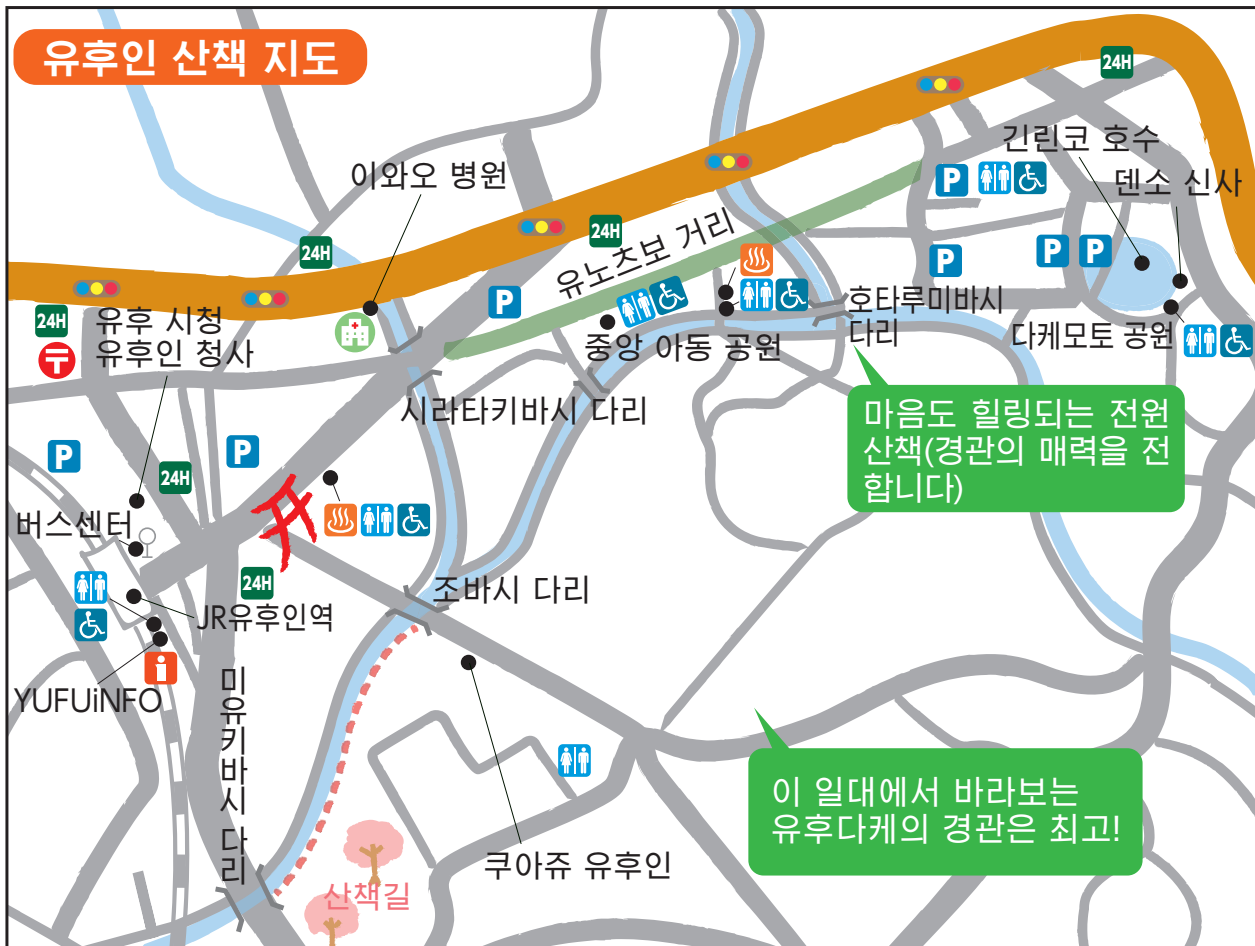 유후인 산책 지도
24H
긴린코 호수
이와오 병원
덴소 신사
P
24H
유노츠보 거리
24H
P
P
P
P
24H
유후 시청
유후인 청사
호타루미바시
다리
중앙 아동 공원
다케모토 공원
시라타키바시 다리
마음도 힐링되는 전원
산책(경관의 매력을 전
합니다)
P
P
24H
버스센터
24H
조바시 다리
JR유후인역
YUFUiNFO
미유키바시 다리
이 일대에서 바라보는
유후다케의 경관은 최고!
쿠아쥬 유후인
산책길